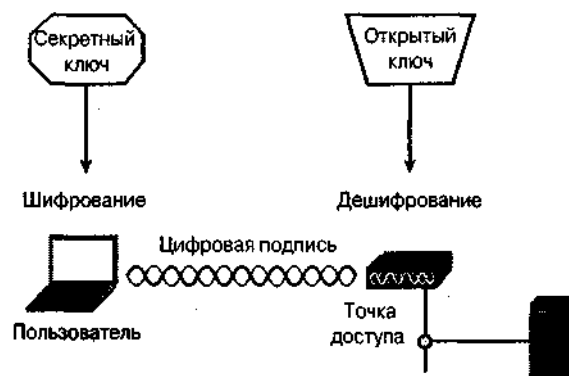 Секретный
ключ
Открытый
ключ
Шифрование
Дешифрование
Цифровая подпись
Пользователь
Точка
доступа